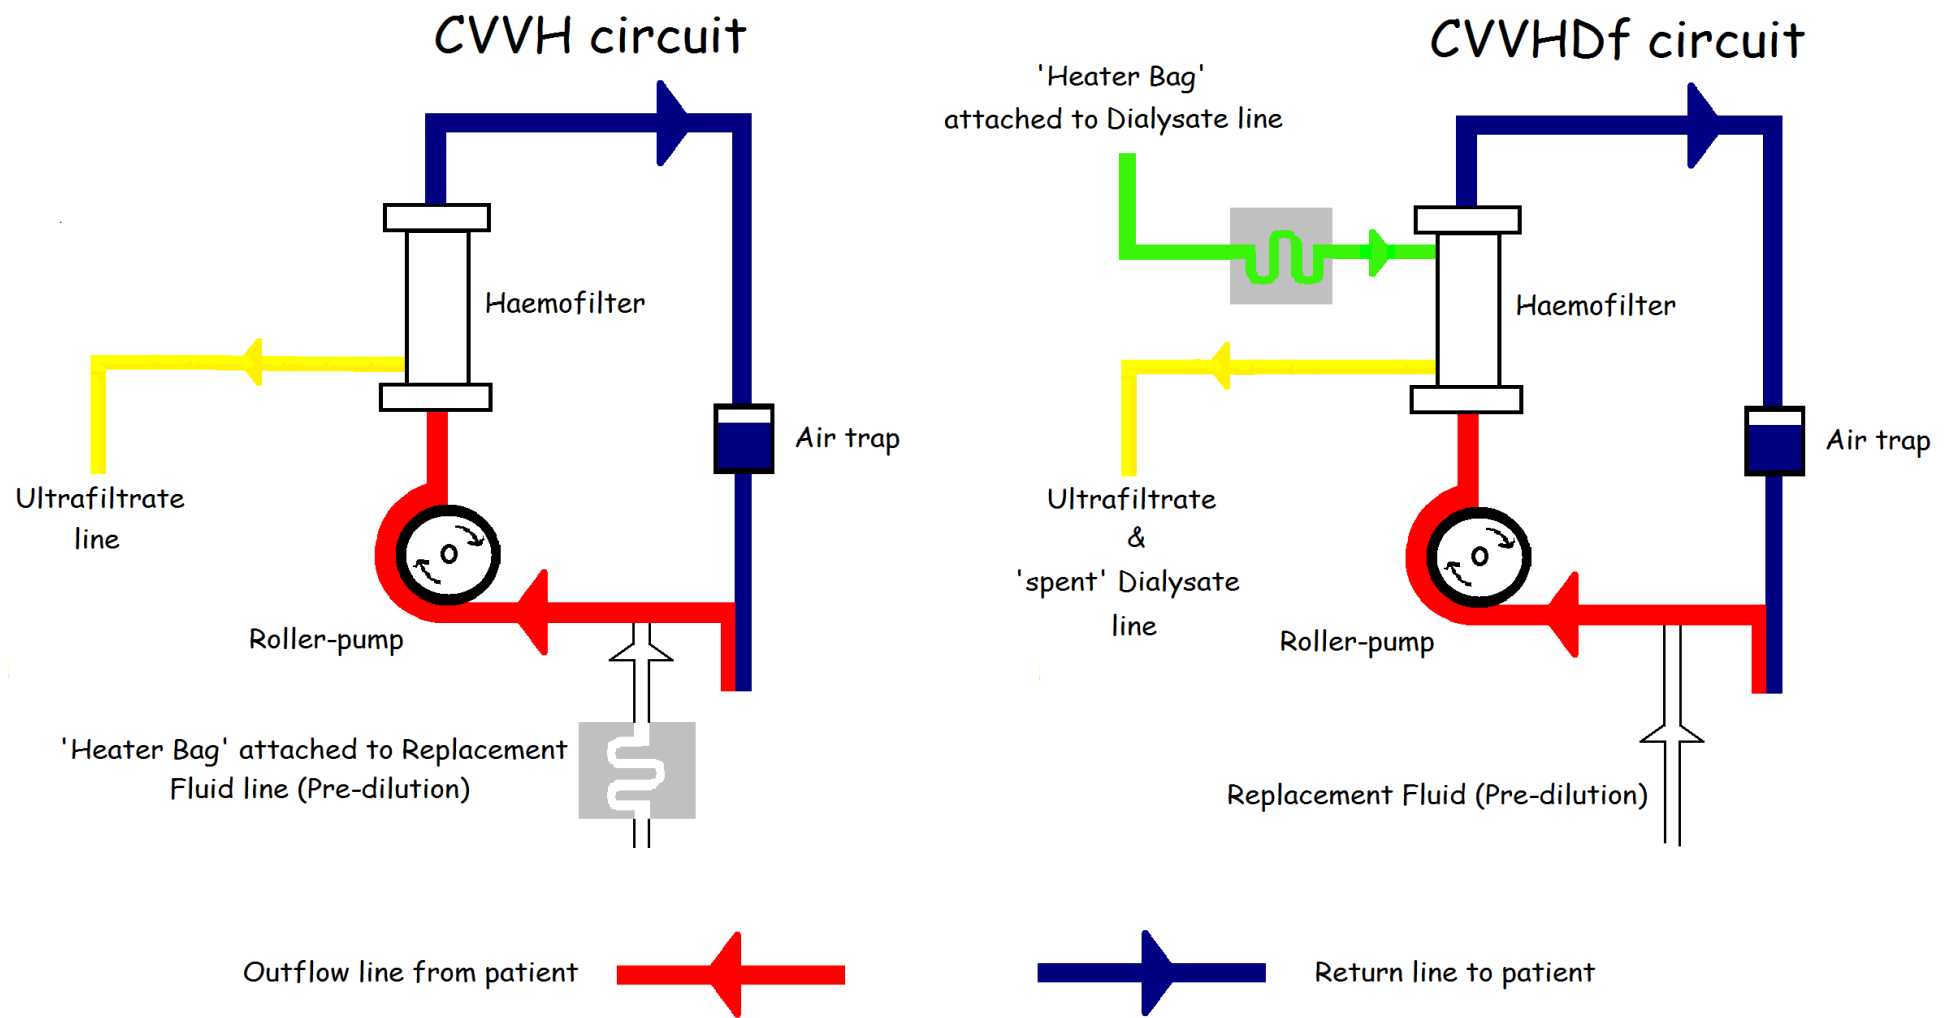 CVVH circuit
Haemofilter
Ultrafiltrate
line
Air trap
Roller-pump
'Heater Bag' attached to Replacement
Fluid line (Pre-dilution)
CVVHDf circuit
'Heater Bag'
attached to Dialysate line
Haemofilter
Air trap
Ultrafiltrate
&
'spent' Dialysate
line
Roller-pump
Replacement Fluid (Pre-dilution)
Outflow line from patient
Return line to patient